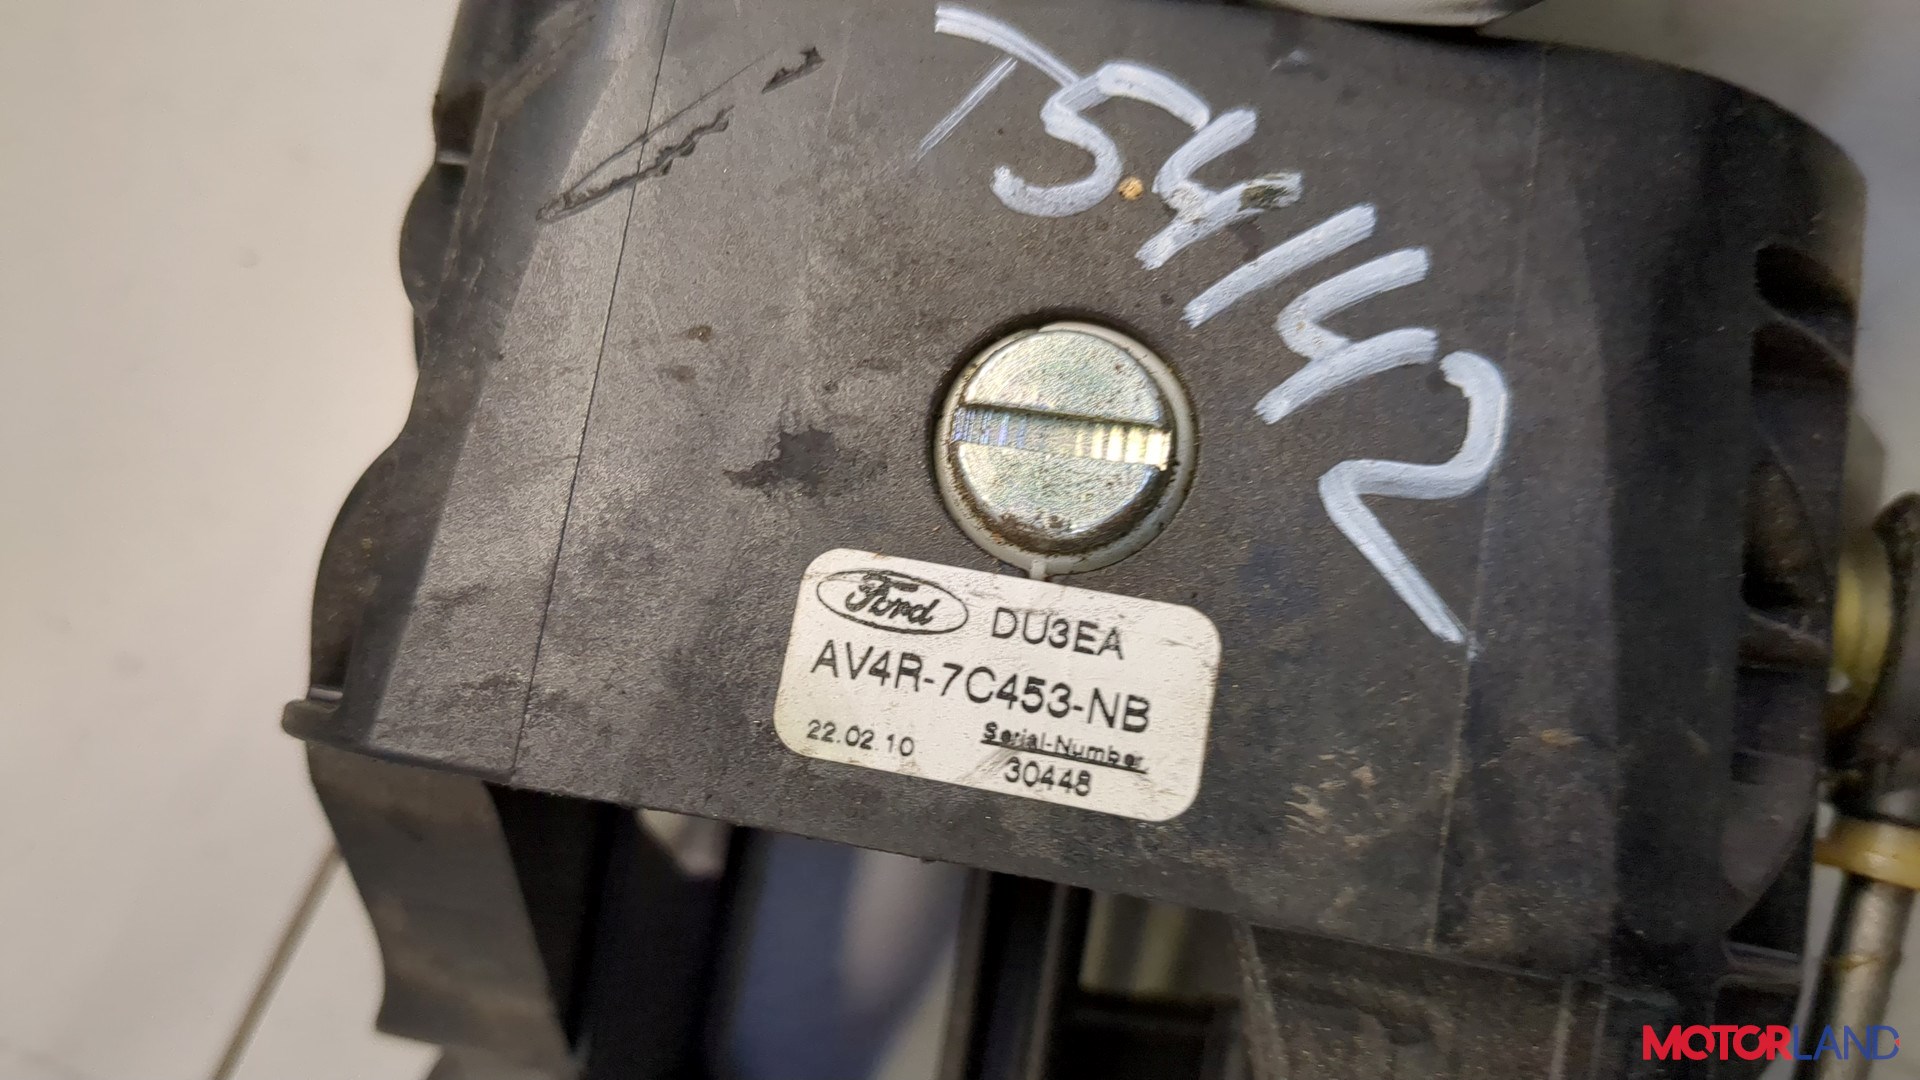 T54142
Ford DU3EA
AV4R-7C453-NB
22.02.10 Serial-Number
30448
MOTORLAND